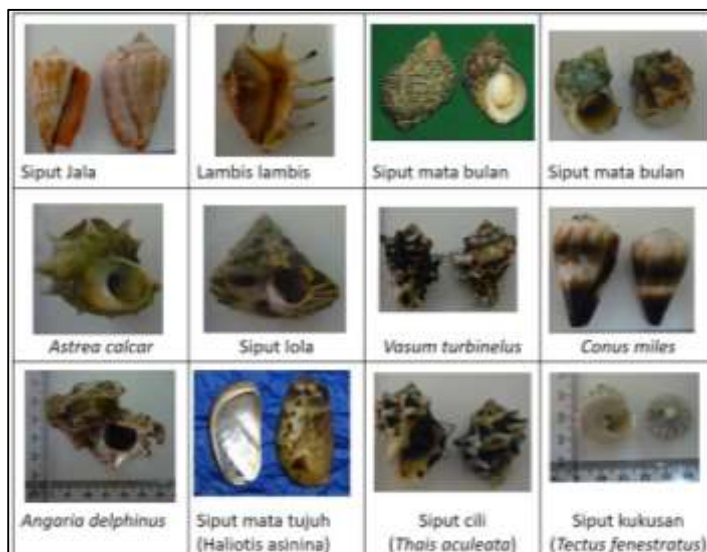 Siput Jala
Lambis lambis
Siput mata bulan
Siput mata bulan
Astrea calcar
Siput lola
Vasum turbinelus
Conus miles
Angaria delphinus
Siput mata tujuh
(Haliotis asinina)
Siput cili
(Thais aculeata)
Siput kukusan
(Tectus fenestratus)